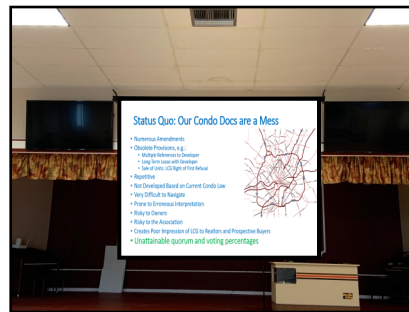 Status Quo: Our Condo Docs are a Mess
• Numerous Amendments
• Obsolete Provisions, e.g.:
• Multiple References to Developer
• Long-Term Lease with Developer
• Sale of Units: LCG Right of First Refusal
• Repetitive
• Not Developed Based on Current Condo Law
• Very Difficult to Navigate
• Prone to Erroneous Interpretation
• Risky to Owners
• Risky to the Association
• Creates Poor Impression of LCG to Realtors and Prospective Buyers
• Unattainable quorum and voting percentages